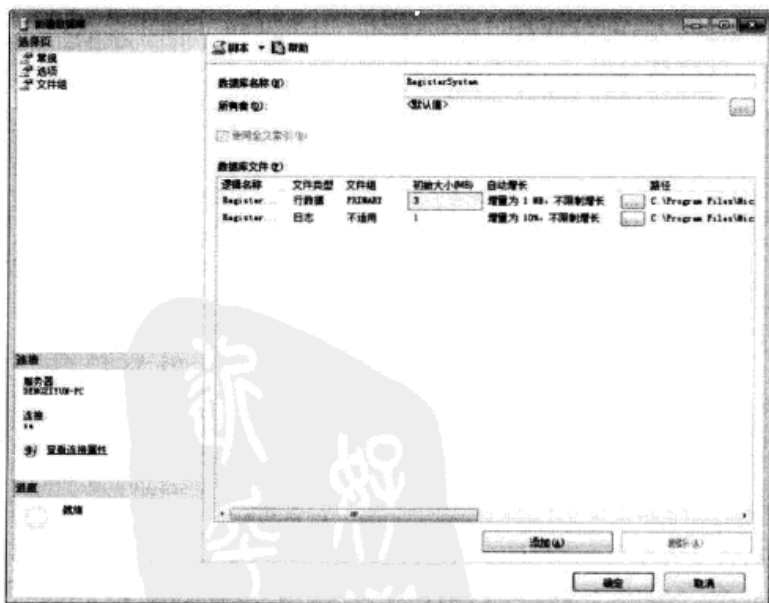 新建数据库
选择页
常规
选项
文件组
脚本 帮助
数据库名称(N): RegisterSystem
所有者(O): <默认值> ...
使用全文索引(U)
数据库文件(F):
逻辑名称 文件类型 文件组 初始大小(MB) 自动增长 路径
Register... 行数据 PRIMARY 3 增量为 1 MB，不限制增长 ... C:\Program Files\Mic
Register... 日志 不适用 1 增量为 10%，不限制增长 ... C:\Program Files\Mic
连接
服务器:
DENGZIYUN-PC
连接:
sa
查看连接属性
进度
就绪
添加(A) 删除(R)
确定 取消